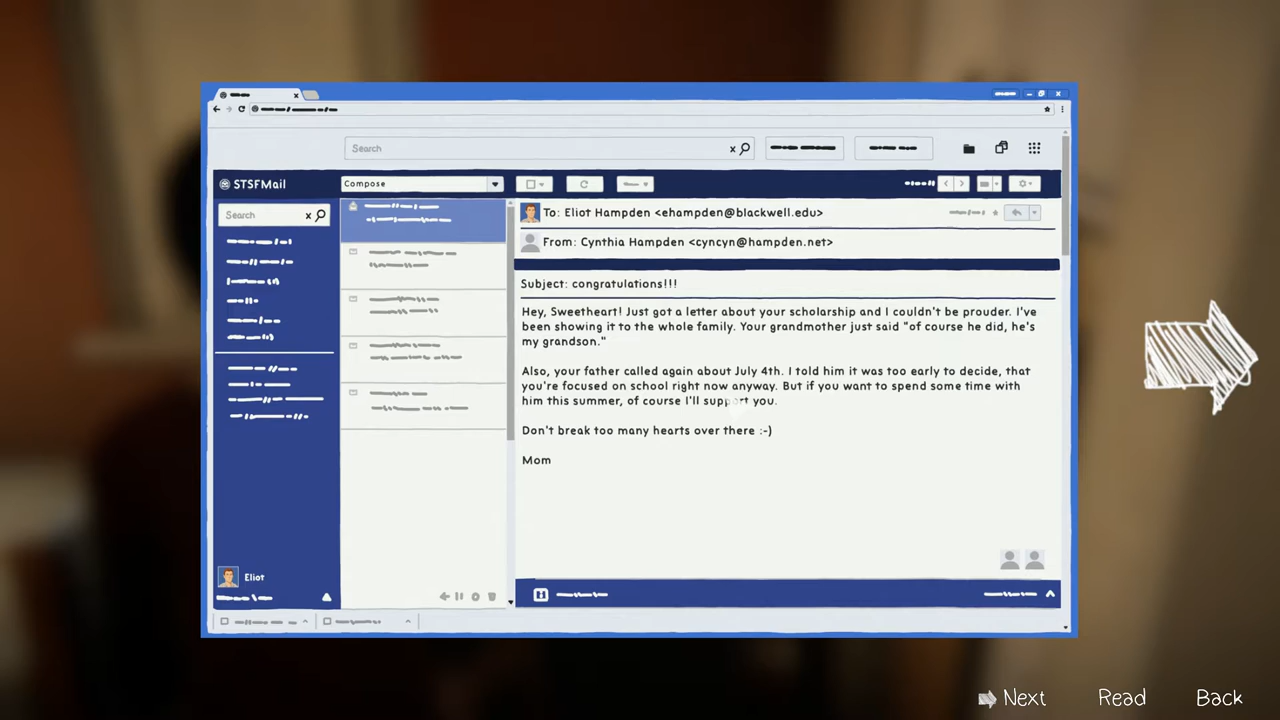 Search
STSFMail
Compose
Search
To: Eliot Hampden <ehampden@blackwell.edu>
From: Cynthia Hampden <cyncyn@hampden.net>
Subject: congratulations!!!
Hey, Sweetheart! Just got a letter about your scholarship and I couldn't be prouder. I've
been showing it to the whole family. Your grandmother just said "of course he did, he's
my grandson."
Also, your father called again about July 4th. I told him it was too early to decide, that
you're focused on school right now anyway. But if you want to spend some time with
him this summer, of course I'll support you.
Don't break too many hearts over there :-)
Mom
Eliot
Next
Read
Back